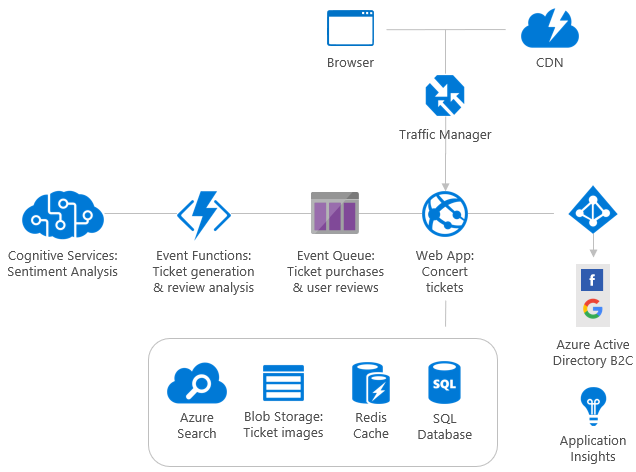 Browser
CDN
Traffic Manager
Cognitive Services:
Sentiment Analysis
Event Functions:
Ticket generation
& review analysis
Event Queue:
Ticket purchases
& user reviews
Web App:
Concert
tickets
f
G
Azure Active
Directory B2C
Azure
Search
Blob Storage:
Ticket images
Redis
Cache
SQL
SQL
Database
Application
Insights